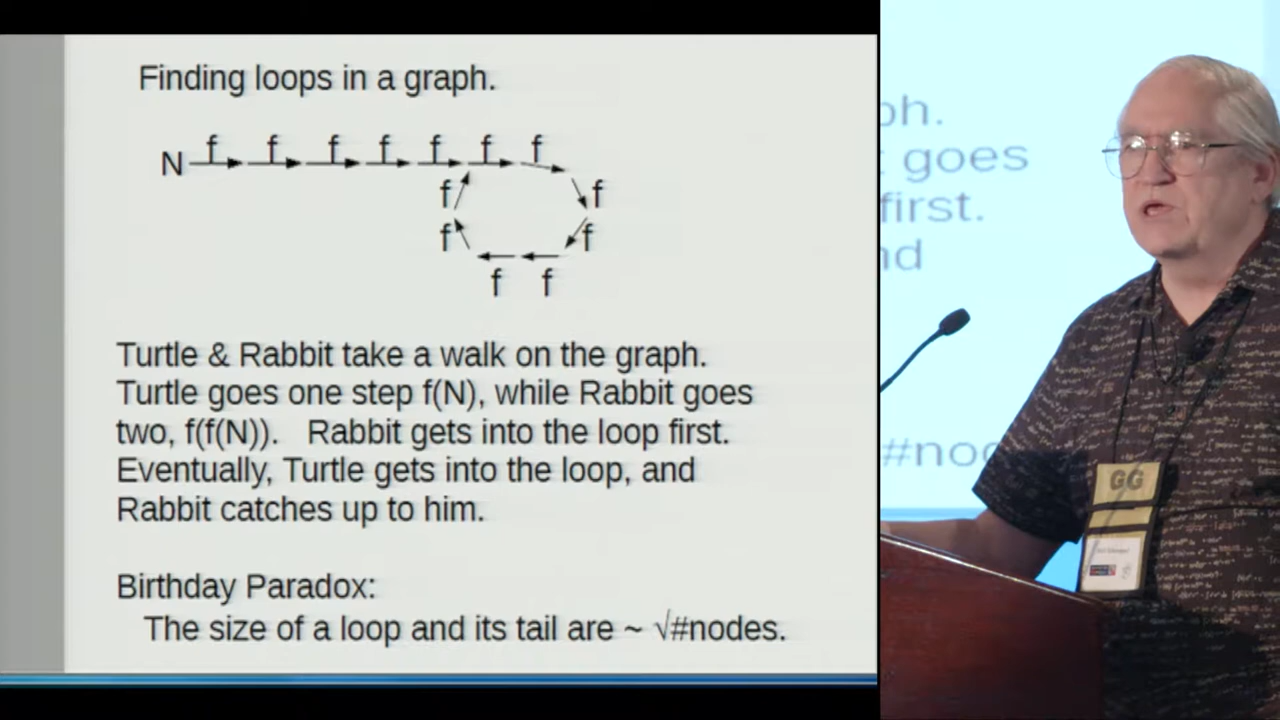 Finding loops in a graph.
N f f f f f f f
f f
f f
f f
Turtle & Rabbit take a walk on the graph.
Turtle goes one step f(N), while Rabbit goes
two, f(f(N)).   Rabbit gets into the loop first.
Eventually, Turtle gets into the loop, and
Rabbit catches up to him.
Birthday Paradox:
The size of a loop and its tail are ~ √#nodes.
ph.
goes
first.
nd
#noc
GG